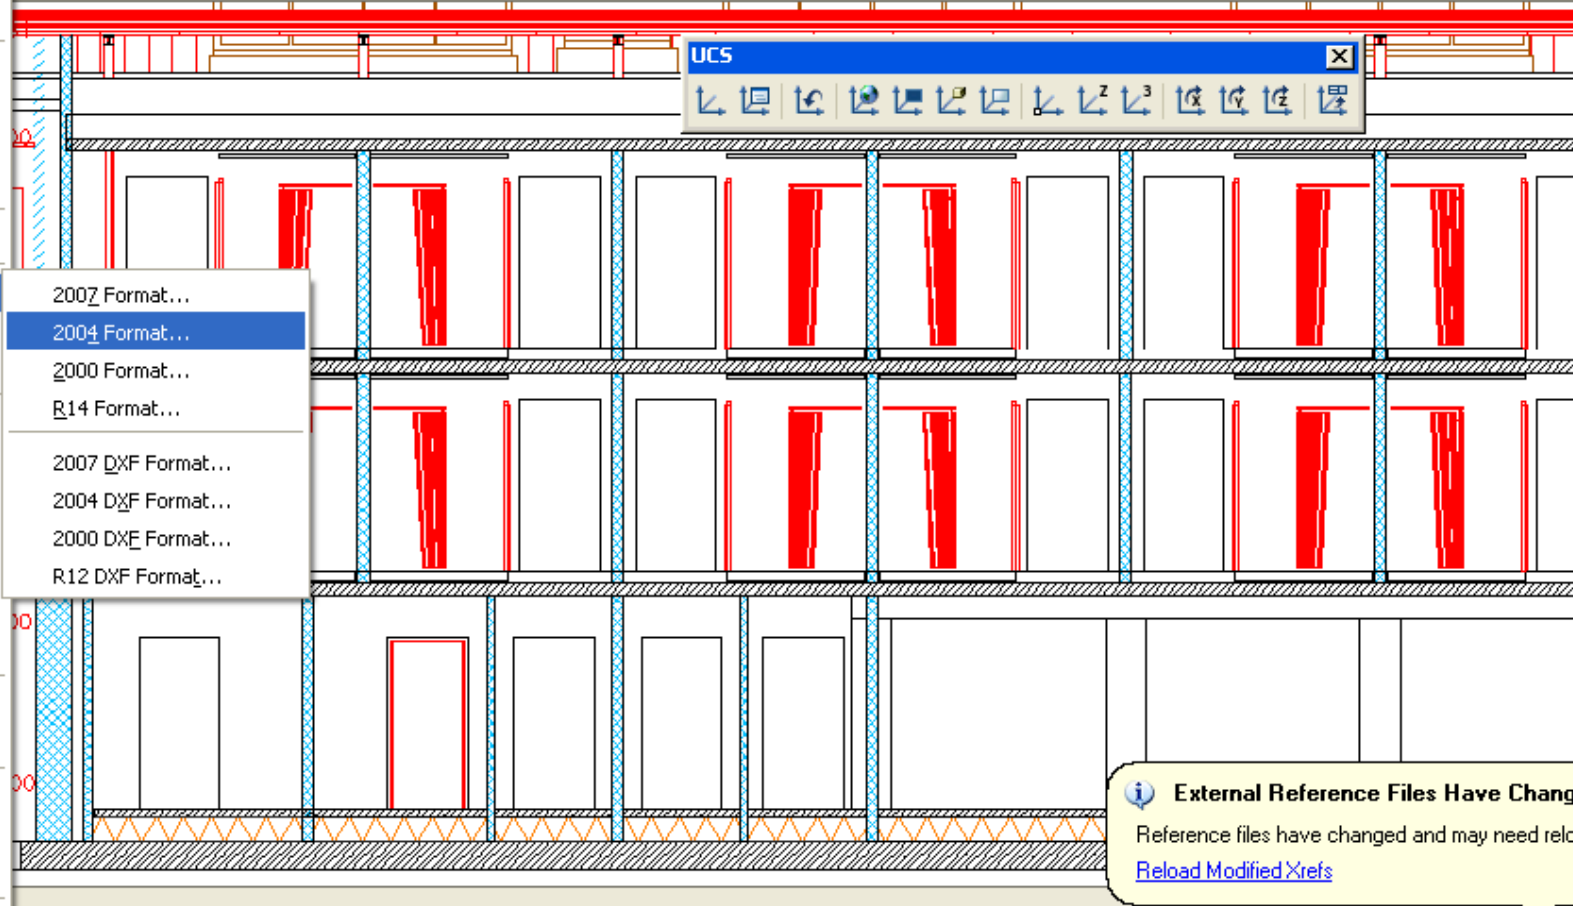 UCS
2007 Format...
2004 Format...
2000 Format...
R14 Format...
2007 DXF Format...
2004 DXF Format...
2000 DXF Format...
R12 DXF Format...
External Reference Files Have Chang
Reference files have changed and may need relo
Reload Modified Xrefs